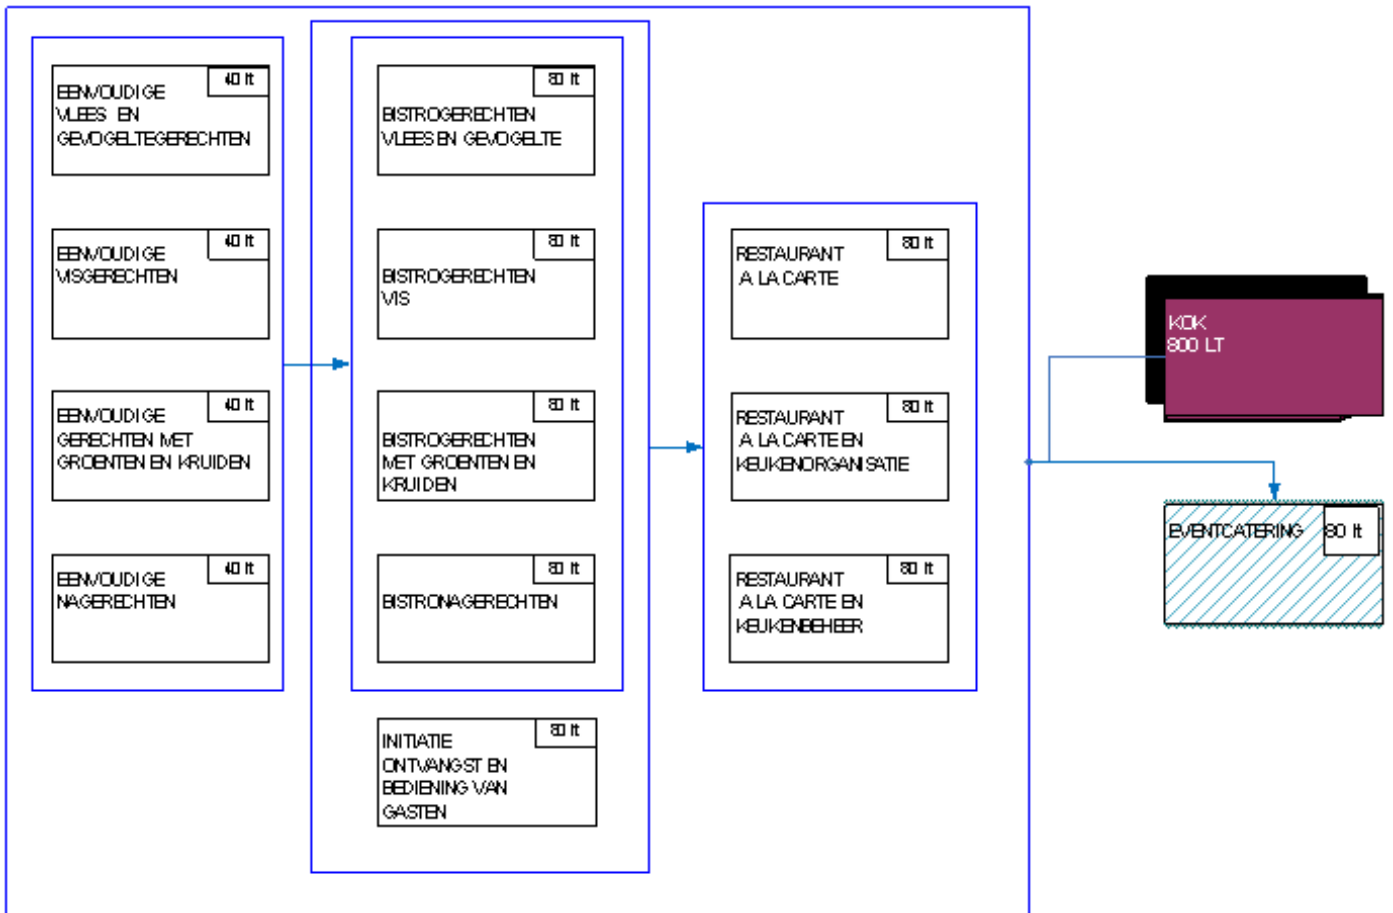 40 lt
EENVOUDIGE
VLEES EN
GEVOGELTEGERECHTEN
40 lt
EENVOUDIGE
VISGERECHTEN
40 lt
EENVOUDIGE
GERECHTEN MET
GROENTEN EN KRUIDEN
40 lt
EENVOUDIGE
NAGERECHTEN
80 lt
BISTROGERECHTEN
VLEES EN GEVOGELTE
80 lt
BISTROGERECHTEN
VIS
80 lt
BISTROGERECHTEN
MET GROENTEN EN
KRUIDEN
80 lt
BISTRONAGERECHTEN
80 lt
INITIATIE
ONTVANGST EN
BEDIENING VAN
GASTEN
80 lt
RESTAURANT
A LA CARTE
80 lt
RESTAURANT
A LA CARTE EN
KEUKENORGANISATIE
80 lt
RESTAURANT
A LA CARTE EN
KEUKENBEHEER
KOK
800 LT
EVENTCATERING 80 lt